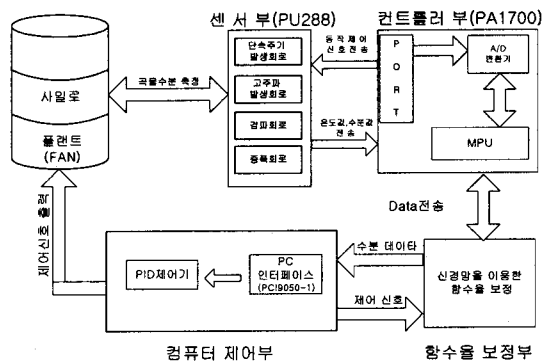 센 서 부(PU288)
컨트롤러 부(PA1700)
단속주기
발생회로
고주파
발생회로
검파회로
증폭회로
동 작 제 어
신 호 전 송
온도값,수분값
전 송
P
O
R
T
A/D
변환기
MPU
사일로
플랜트
(FAN)
곡물수분 측정
제어신호 출력
Data전송
PID제어기
PC
인터페이스
(PCI9050-1)
수분 데이타
제어 신호
신경망을 이용한
함수율 보정
컴퓨터 제어부
함수율 보정부